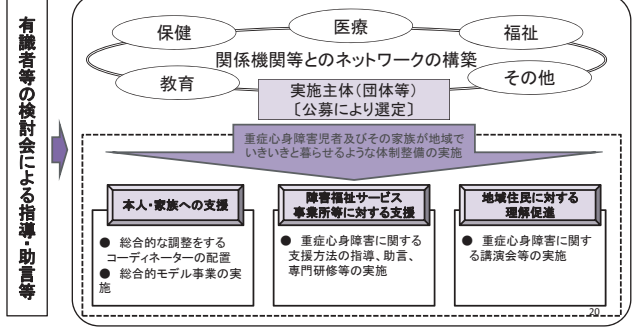 有識者等の検討会による指導・助言等
保健
医療
福祉
関係機関等とのネットワークの構築
教育
その他
実施主体（団体等）
〔公募により選定〕
重症心身障害児者及びその家族が地域で
いきいきと暮らせるような体制整備の実施
本人・家族への支援
● 総合的な調整をする
コーディネーターの配置
● 総合的モデル事業の実
施
障害福祉サービス
事業所等に対する支援
● 重症心身障害に関する
支援方法の指導、助言、
専門研修等の実施
地域住民に対する
理解促進
● 重症心身障害に関す
る講演会等の実施
20